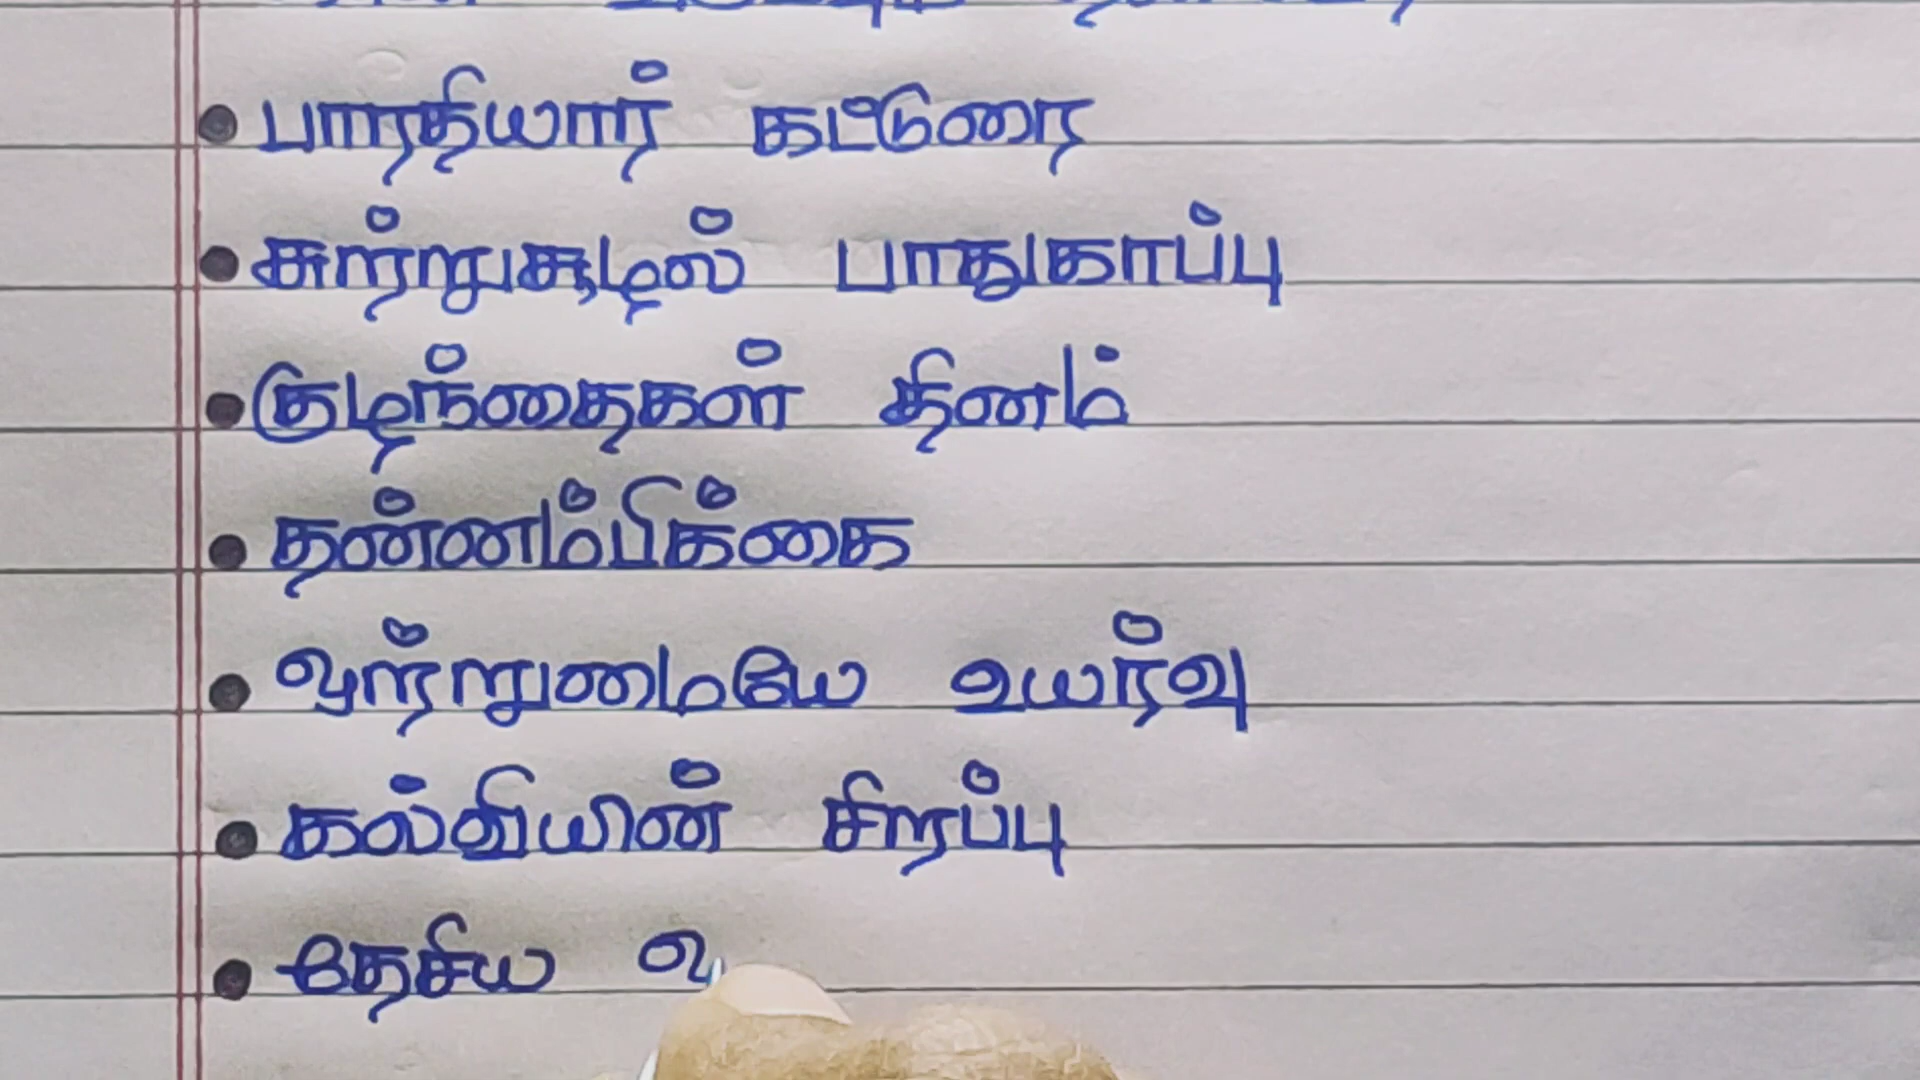 பாரதியார் கட்டுரை
சுற்றுசூழல் பாதுகாப்பு
குழந்தைகள் தினம்
தன்னம்பிக்கை
ஒற்றுமையே உயர்வு
கல்வியின் சிறப்பு
தேசிய